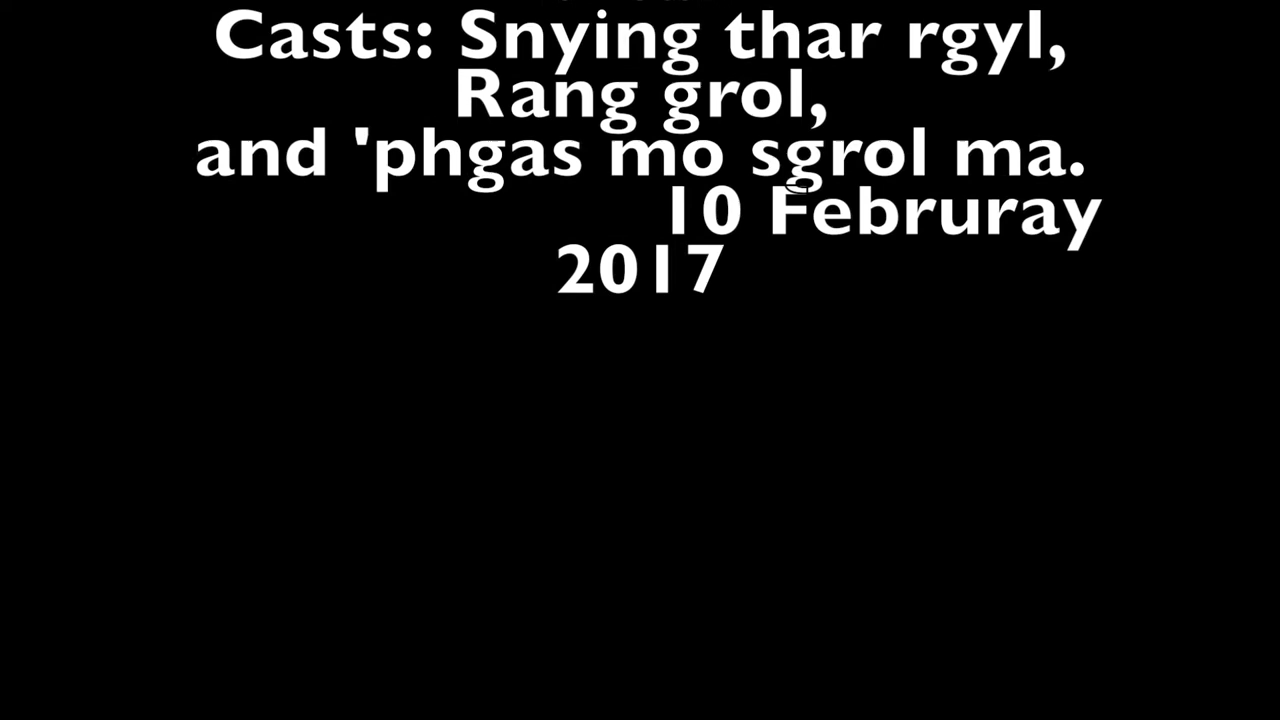 Casts: Snying thar rgyl,
Rang grol,
and 'phgas mo sgrol ma.
10 Februray
2017